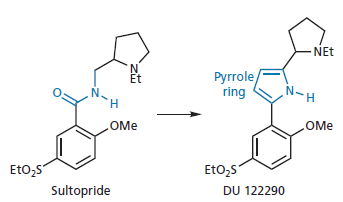 N
Et
O
N
H
OMe
EtO₂S
Sultopride
Pyrrole
ring
NEt
N
H
OMe
EtO₂S
DU 122290